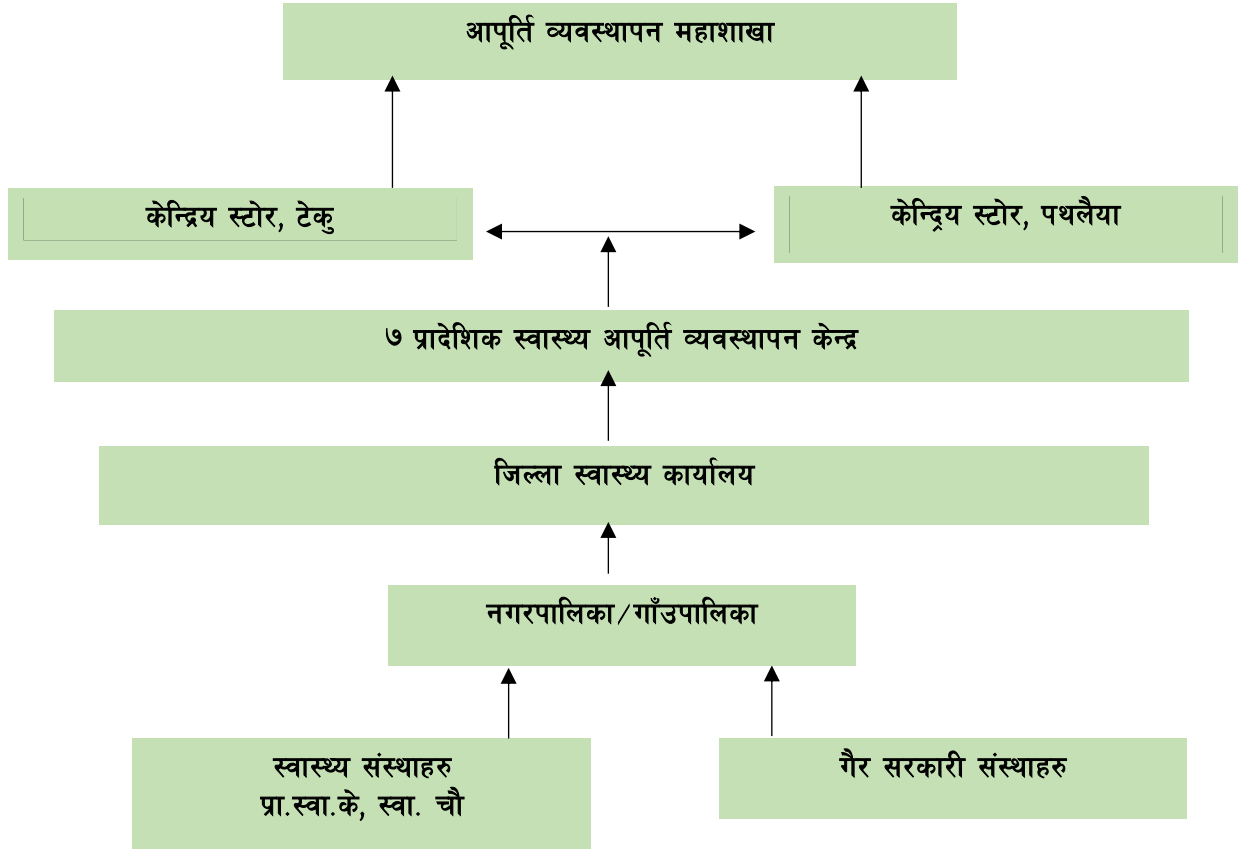 आपूर्ति व्यवस्थापन महाशाखा
केन्द्रिय स्टोर, टेकु
केन्द्रिय स्टोर, पथलैया
७ प्रादेशिक स्वास्थ्य आपूर्ति व्यवस्थापन केन्द्र
जिल्ला स्वास्थ्य कार्यालय
नगरपालिका/गाँउपालिका
स्वास्थ्य संस्थाहरु
प्रा.स्वा.के, स्वा. चौ
गैर सरकारी संस्थाहरु